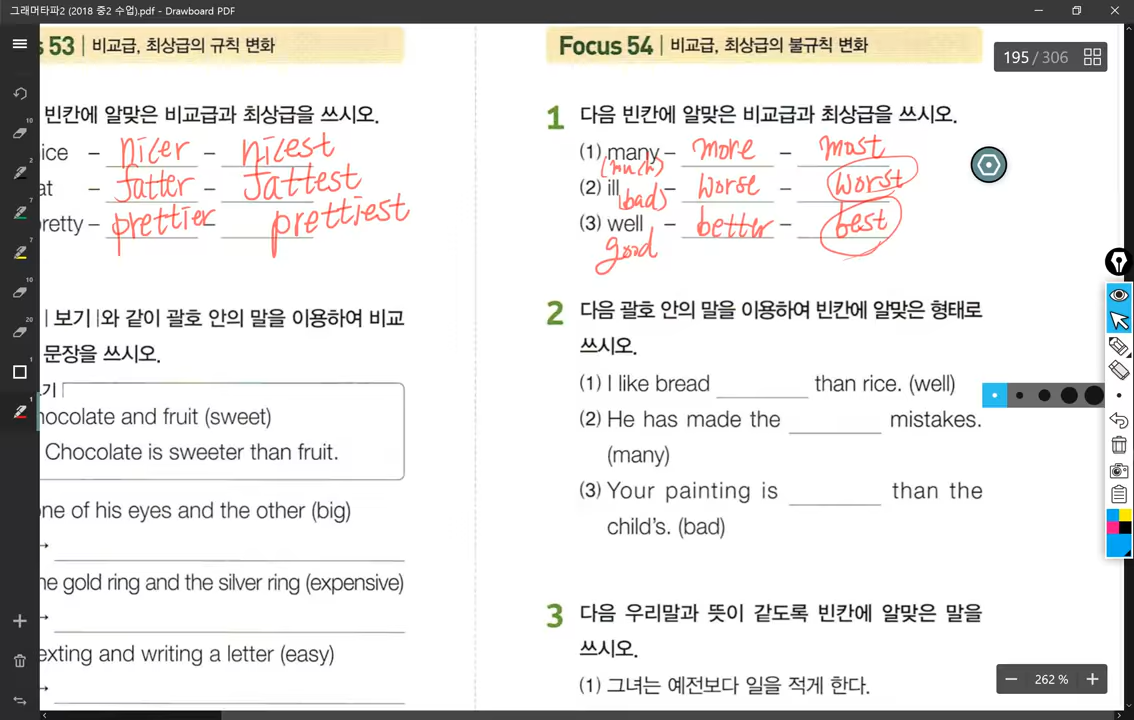 그래머타파2 (2018 중2 수업).pdf - Drawboard PDF
195 / 306
s 53 | 비교급, 최상급의 규칙 변화
빈칸에 알맞은 비교급과 최상급을 쓰시오.
ice – nicer – nicest
at – fatter – fattest
retty – prettier – prettiest
| 보기 |와 같이 괄호 안의 말을 이용하여 비교
문장을 쓰시오.
기 |
hocolate and fruit (sweet)
Chocolate is sweeter than fruit.
one of his eyes and the other (big)
→
he gold ring and the silver ring (expensive)
→
exting and writing a letter (easy)
→
Focus 54 | 비교급, 최상급의 불규칙 변화
1 다음 빈칸에 알맞은 비교급과 최상급을 쓰시오.
(1) many – more – most
(much)
(2) ill – worse – worst
(bad)
(3) well – better – best
good
2 다음 괄호 안의 말을 이용하여 빈칸에 알맞은 형태로
쓰시오.
(1) I like bread ________ than rice. (well)
(2) He has made the ________ mistakes.
(many)
(3) Your painting is ________ than the
child's. (bad)
3 다음 우리말과 뜻이 같도록 빈칸에 알맞은 말을
쓰시오.
(1) 그녀는 예전보다 일을 적게 한다.
262 %